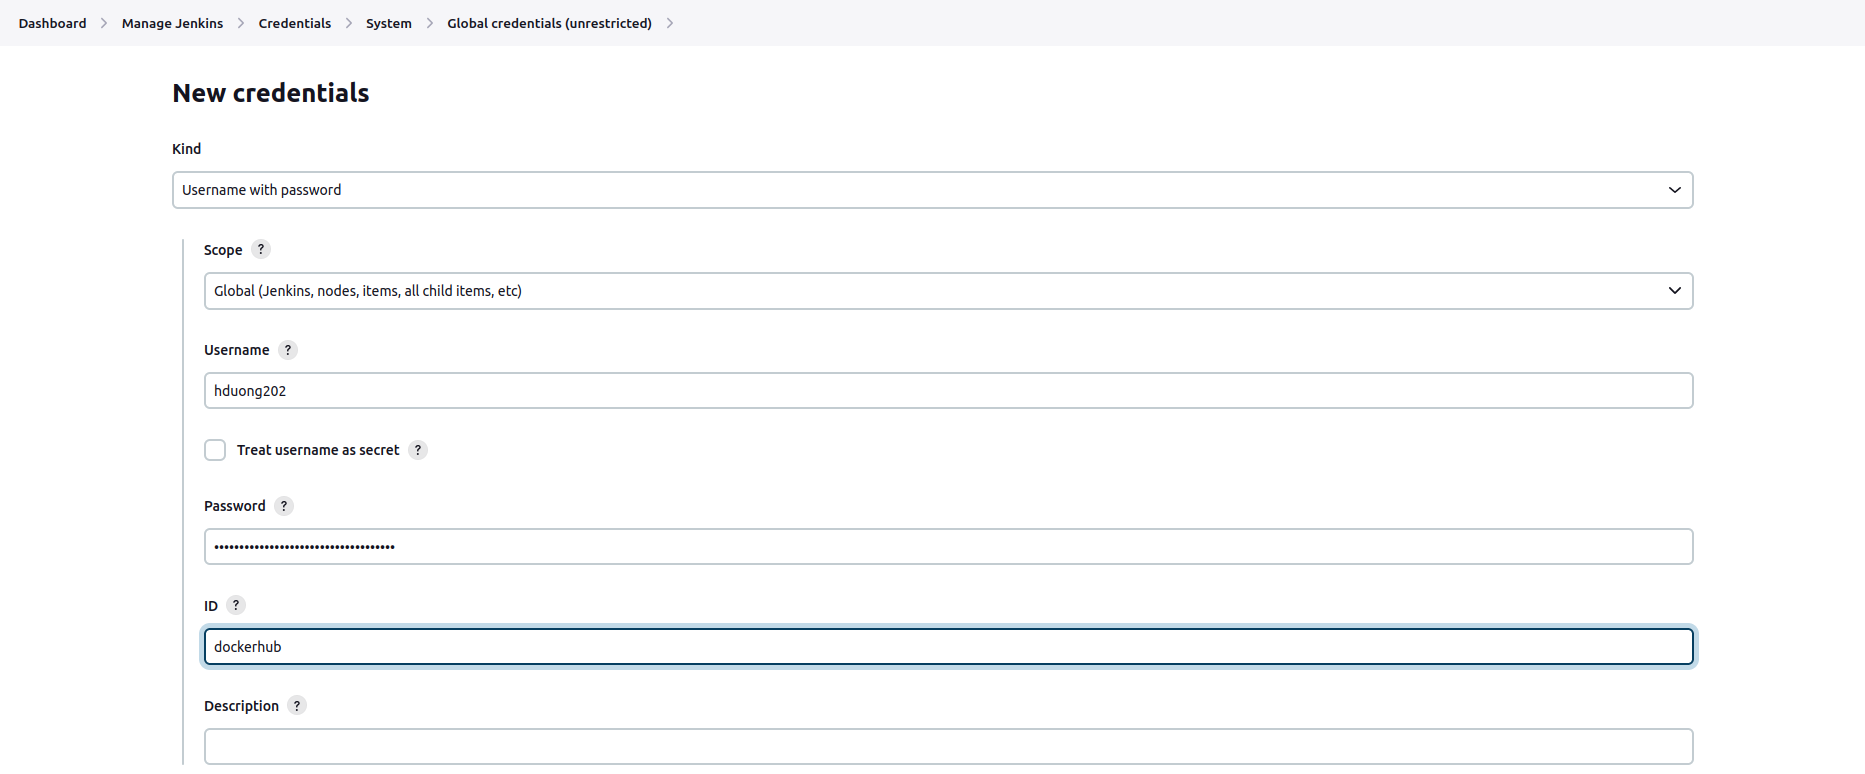 Dashboard > Manage Jenkins > Credentials > System > Global credentials (unrestricted) >
New credentials
Kind
Username with password
Scope ?
Global (Jenkins, nodes, items, all child items, etc)
Username ?
hduong202
Treat username as secret ?
Password ?
••••••••••••••••••••••••••••••••••••
ID ?
dockerhub
Description ?